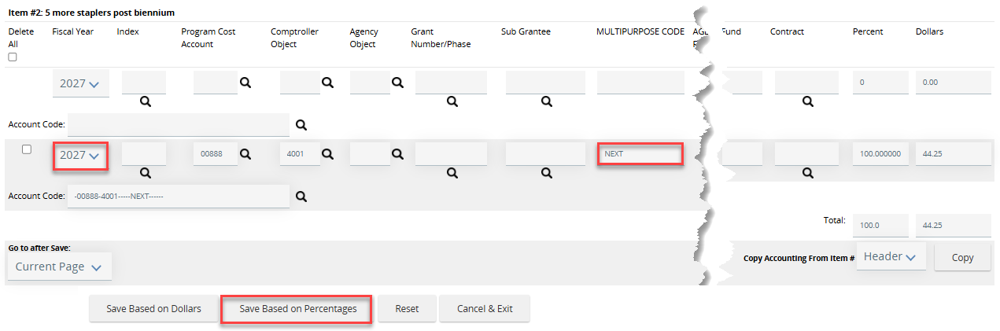 Item #2: 5 more staplers post biennium
Delete All Fiscal Year Index Program Cost Account Comptroller Object Agency Object Grant Number/Phase Sub Grantee MULTIPURPOSE CODE Fund Contract Percent Dollars
2027 0 0.00
Account Code:
2027 00888 4001 NEXT 100.000000 44.25
Account Code: -00888-4001-----NEXT------
Total: 100.0 44.25
Go to after Save:
Current Page
Copy Accounting From Item # Header Copy
Save Based on Dollars Save Based on Percentages Reset Cancel & Exit